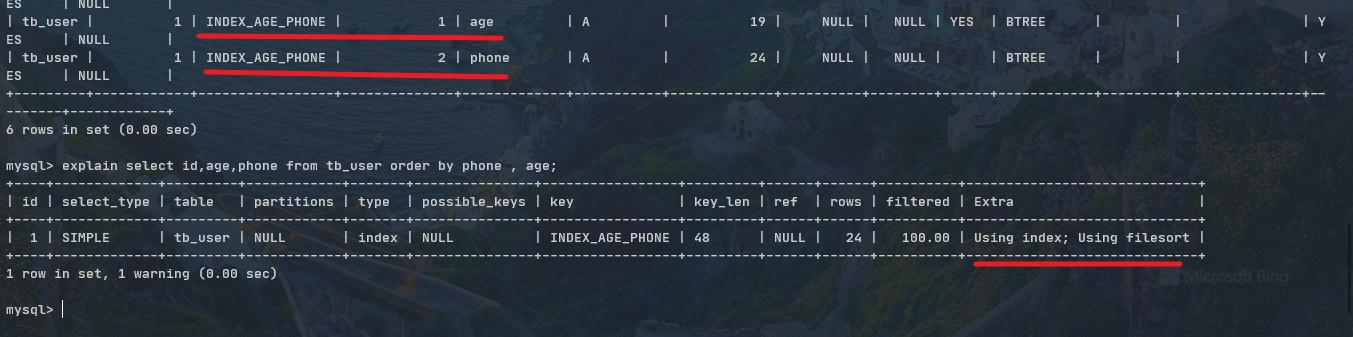 ES     | NULL       |
| tb_user |          1 | INDEX_AGE_PHONE |            1 | age         | A         |          19 |     NULL |   NULL | YES  | BTREE      |         |               | Y
ES     | NULL       |
| tb_user |          1 | INDEX_AGE_PHONE |            2 | phone       | A         |          24 |     NULL |   NULL |      | BTREE      |         |               | Y
ES     | NULL       |
+---------+------------+-----------------+--------------+-------------+-----------+-------------+----------+--------+------+------------+---------+---------------+--
-------+------------+
6 rows in set (0.00 sec)
mysql> explain select id,age,phone from tb_user order by phone , age;
+----+-------------+---------+------------+-------+---------------+-----------------+---------+------+------+----------+-----------------------------+
| id | select_type | table   | partitions | type  | possible_keys | key             | key_len | ref  | rows | filtered | Extra                       |
+----+-------------+---------+------------+-------+---------------+-----------------+---------+------+------+----------+-----------------------------+
|  1 | SIMPLE      | tb_user | NULL       | index | NULL          | INDEX_AGE_PHONE | 48      | NULL |   24 |   100.00 | Using index; Using filesort |
+----+-------------+---------+------------+-------+---------------+-----------------+---------+------+------+----------+-----------------------------+
1 row in set, 1 warning (0.00 sec)
Microsoft Bing
mysql>